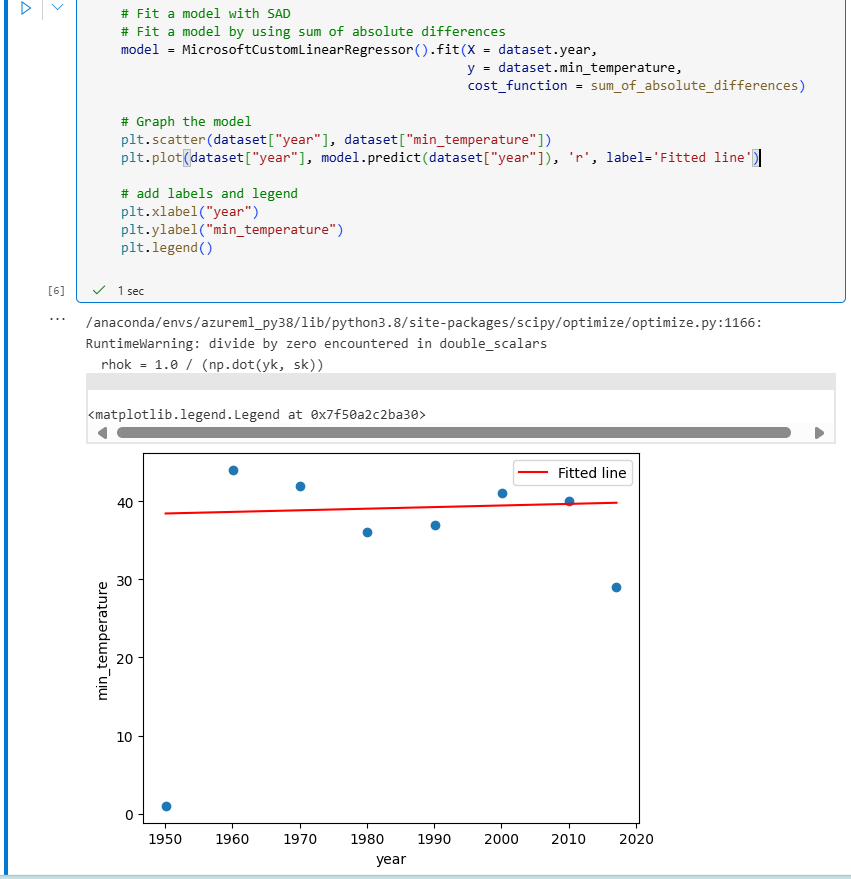 # Fit a model with SAD
# Fit a model by using sum of absolute differences
model = MicrosoftCustomLinearRegressor().fit(X = dataset.year,
y = dataset.min_temperature,
cost_function = sum_of_absolute_differences)
# Graph the model
plt.scatter(dataset["year"], dataset["min_temperature"])
plt.plot(dataset["year"], model.predict(dataset["year"]), 'r', label='Fitted line')
# add labels and legend
plt.xlabel("year")
plt.ylabel("min_temperature")
plt.legend()
[6]
1 sec
...
/anaconda/envs/azureml_py38/lib/python3.8/site-packages/scipy/optimize/optimize.py:1166:
RuntimeWarning: divide by zero encountered in double_scalars
rhok = 1.0 / (np.dot(yk, sk))
<matplotlib.legend.Legend at 0x7f50a2c2ba30>
Fitted line
40
30
20
10
0
min_temperature
1950 1960 1970 1980 1990 2000 2010 2020
year